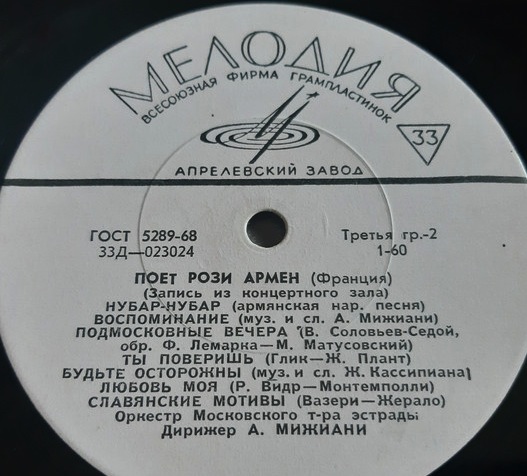 МЕЛОДИЯ
ВСЕСОЮЗНАЯ ФИРМА ГРАМПЛАСТИНОК
33
АПРЕЛЕВСКИЙ ЗАВОД
ГОСТ 5289-68 Третья гр.-2
33Д—023024 1-60
ПОЕТ РОЗИ АРМЕН (Франция)
(Запись из концертного зала)
НУБАР-НУБАР (армянская нар. песня)
ВОСПОМИНАНИЕ (муз. и сл. А. Мижиани)
ПОДМОСКОВНЫЕ ВЕЧЕРА (В. Соловьев-Седой,
обр. Ф. Лемарка—М. Матусовский)
ТЫ ПОВЕРИШЬ (Глик—Ж. Плант)
БУДЬТЕ ОСТОРОЖНЫ (муз. и сл. Ж. Кассипиана)
ЛЮБОВЬ МОЯ (Р. Видр—Монтемполли)
СЛАВЯНСКИЕ МОТИВЫ (Вазери—Жерало)
Оркестр Московского т-ра эстрады
Дирижер А. МИЖИАНИ